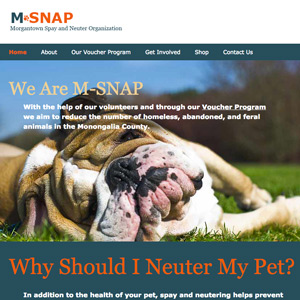 M SNAP
Morgantown Spay and Neuter Organization
Home About Our Voucher Program Get Involved Shop Contact Us
We Are M-SNAP
With the help of our volunteers and through our Voucher Program
we aim to reduce the number of homeless, abandoned, and feral
animals in the Monongalia County.
Why Should I Neuter My Pet?
In addition to the health of your pet, spay and neutering helps prevent